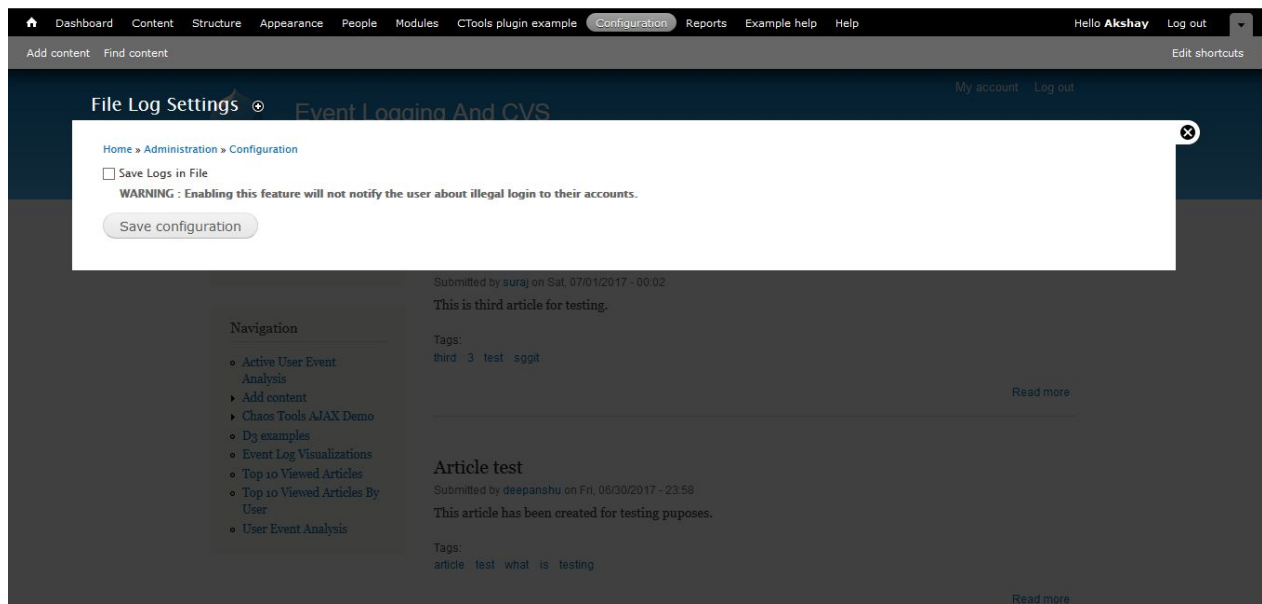 Dashboard Content Structure Appearance People Modules CTools plugin example Configuration Reports Example help Help Hello Akshay Log out
Add content Find content Edit shortcuts
My account Log out
File Log Settings
Event Logging And CVS
Home » Administration » Configuration
Save Logs in File
WARNING : Enabling this feature will not notify the user about illegal login to their accounts.
Save configuration
Submitted by suraj on Sat, 07/01/2017 - 00:02
This is third article for testing.
Tags:
third 3 test sggit
Read more
Navigation
Active User Event
Analysis
Add content
Chaos Tools AJAX Demo
D3 examples
Event Log Visualizations
Top 10 Viewed Articles
Top 10 Viewed Articles By
User
User Event Analysis
Article test
Submitted by deepanshu on Fri, 06/30/2017 - 23:58
This article has been created for testing puposes.
Tags:
article test what is testing
Read more